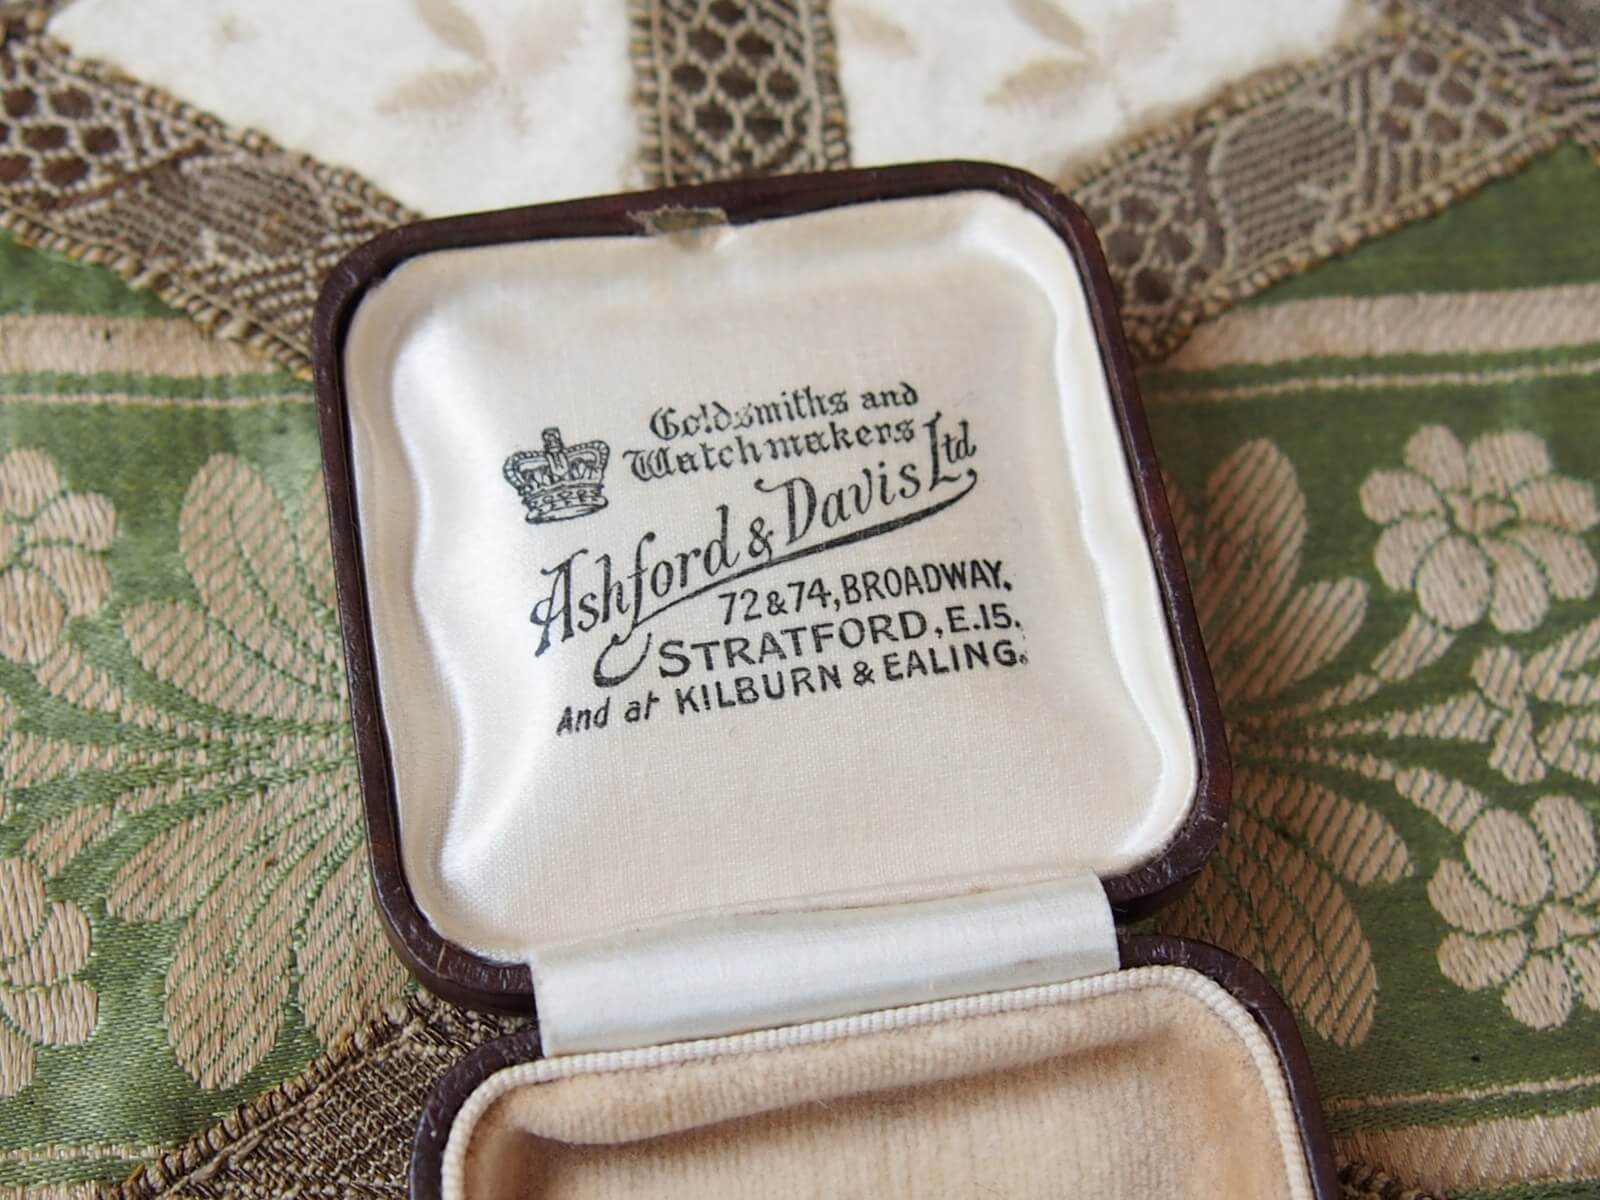 Goldsmiths and
Watchmakers
Ashford & Davis Ltd
72 & 74, BROADWAY.
STRATFORD, E.15.
And at KILBURN & EALING.